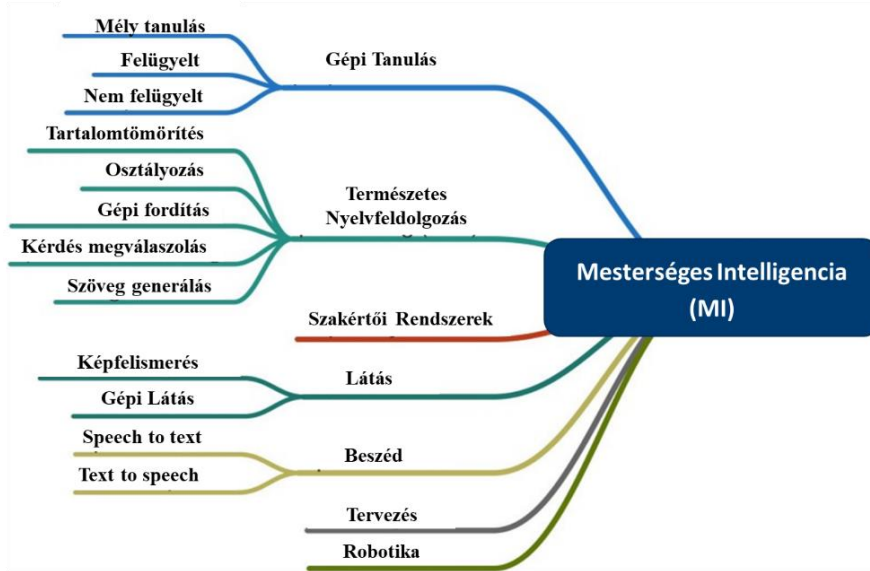 Mély tanulás
Felügyelt
Nem felügyelt
Gépi Tanulás
Tartalomtömörítés
Osztályozás
Gépi fordítás
Kérdés megválaszolás
Szöveg generálás
Természetes
Nyelvfeldolgozás
Szakértői Rendszerek
Képfelismerés
Gépi Látás
Látás
Speech to text
Text to speech
Beszéd
Tervezés
Robotika
Mesterséges Intelligencia
(MI)